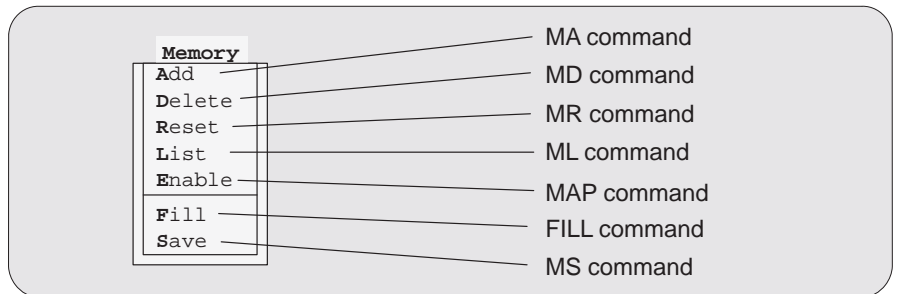 Memory
Add
Delete
Reset
List
Enable
Fill
Save
MA command
MD command
MR command
ML command
MAP command
FILL command
MS command